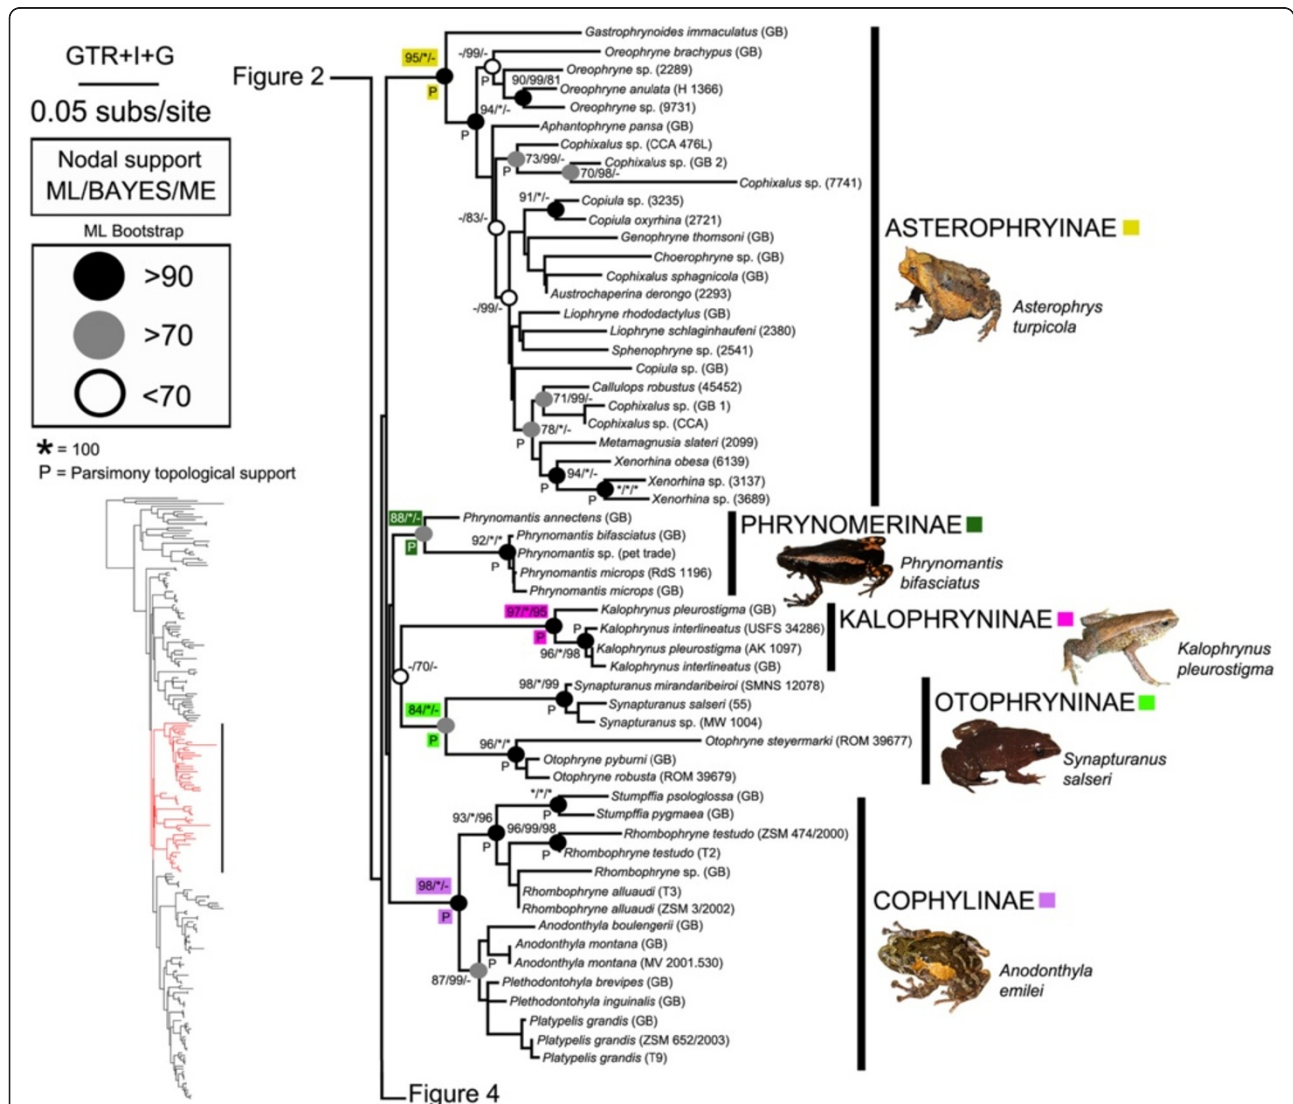 GTR+I+G
0.05 subs/site
Nodal support
ML/BAYES/ME
ML Bootstrap
>90
>70
<70
* = 100
P = Parsimony topological support
Figure 2
95/*/-
P
Gastrophrynoides immaculatus (GB)
-/99/-
P
Oreophryne brachypus (GB)
Oreophryne sp. (2289)
90/99/81
Oreophryne anulata (H 1366)
Oreophryne sp. (9731)
94/*/-
P
Aphantophryne pansa (GB)
Cophixalus sp. (CCA 476L)
73/99/-
P
Cophixalus sp. (GB 2)
70/98/-
Cophixalus sp. (7741)
91/*/-
Copiula sp. (3235)
Copiula oxyrhina (2721)
-/83/-
Genophryne thomsoni (GB)
Choerophryne sp. (GB)
Cophixalus sphagnicola (GB)
Austrochaperina derongo (2293)
-/99/-
Liophryne rhododactylus (GB)
Liophryne schlaginhaufeni (2380)
Sphenophryne sp. (2541)
Copiula sp. (GB)
Callulops robustus (45452)
71/99/-
Cophixalus sp. (GB 1)
Cophixalus sp. (CCA)
78/*/-
P
Metamagnusia slateri (2099)
Xenorhina obesa (6139)
94/*/-
P
Xenorhina sp. (3137)
*/*/*
P
Xenorhina sp. (3689)
ASTEROPHRYINAE
Asterophrys
turpicola
88/*/-
P
Phrynomantis annectens (GB)
Phrynomantis bifasciatus (GB)
92/*/*
P
Phrynomantis sp. (pet trade)
Phrynomantis microps (RdS 1196)
Phrynomantis microps (GB)
PHRYNOMERINAE
Phrynomantis
bifasciatus
97/*/95
P
Kalophrynus pleurostigma (GB)
P
Kalophrynus interlineatus (USFS 34286)
96/*/98
Kalophrynus pleurostigma (AK 1097)
Kalophrynus interlineatus (GB)
KALOPHRYNINAE
Kalophrynus
pleurostigma
-/70/-
84/*/-
P
98/*/99
P
Synapturanus mirandaribeiroi (SMNS 12078)
Synapturanus salseri (55)
Synapturanus sp. (MW 1004)
96/*/*
P
Otophryne steyermarki (ROM 39677)
Otophryne pyburni (GB)
Otophryne robusta (ROM 39679)
OTOPHRYNINAE
Synapturanus
salseri
*/*/*
P
Stumpffia psologlossa (GB)
Stumpffia pygmaea (GB)
93/*/96
P
96/99/98
P
Rhombophryne testudo (ZSM 474/2000)
Rhombophryne testudo (T2)
Rhombophryne sp. (GB)
Rhombophryne alluaudi (T3)
Rhombophryne alluaudi (ZSM 3/2002)
98/*/-
P
Anodonthyla boulengerii (GB)
Anodonthyla montana (GB)
P
Anodonthyla montana (MV 2001.530)
87/99/-
Plethodontohyla brevipes (GB)
Plethodontohyla inguinalis (GB)
Platypelis grandis (GB)
Platypelis grandis (ZSM 652/2003)
Platypelis grandis (T9)
COPHYLINAE
Anodonthyla
emilei
Figure 4